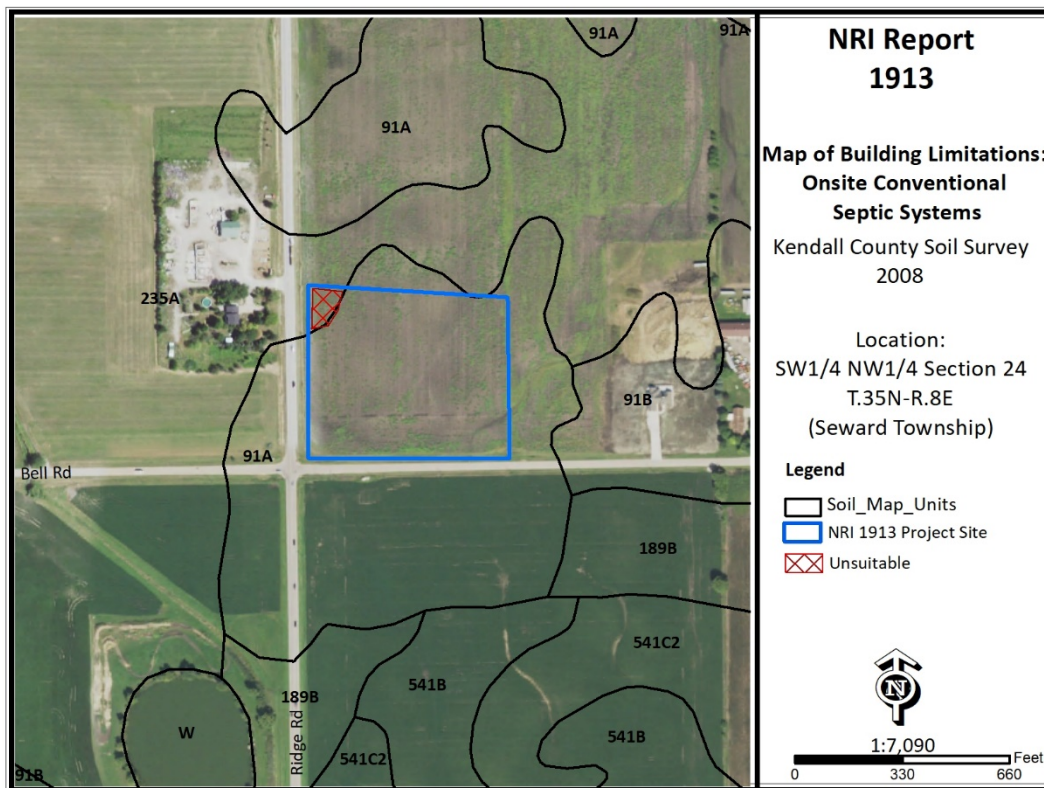 NRI Report
1913
Map of Building Limitations:
Onsite Conventional
Septic Systems
Kendall County Soil Survey
2008
Location:
SW1/4 NW1/4 Section 24
T.35N-R.8E
(Seward Township)
Legend
Soil_Map_Units
NRI 1913 Project Site
Unsuitable
N
1:7,090
Feet
0 330 660
91A
91A
91A
235A
91B
91A
Bell Rd
189B
541C2
541B
189B
W
541B
Ridge Rd
541C2
91B